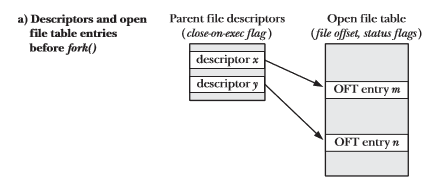 a) Descriptors and open
file table entries
before fork()
Parent file descriptors
(close-on-exec flag)
descriptor x
descriptor y
Open file table
(file offset, status flags)
OFT entry m
OFT entry n